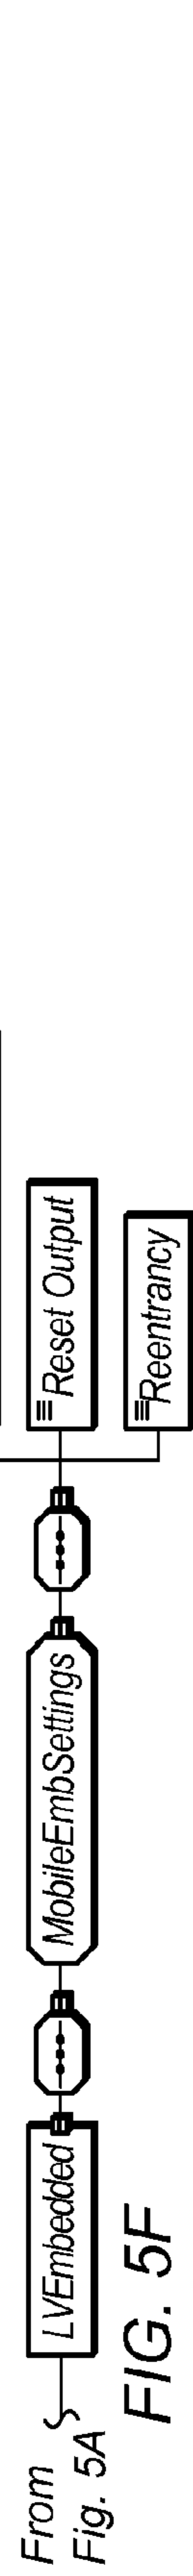 From
Fig. 5A
LVEmbedded
MobileEmbSettings
Reset Output
Reentrancy
FIG. 5F